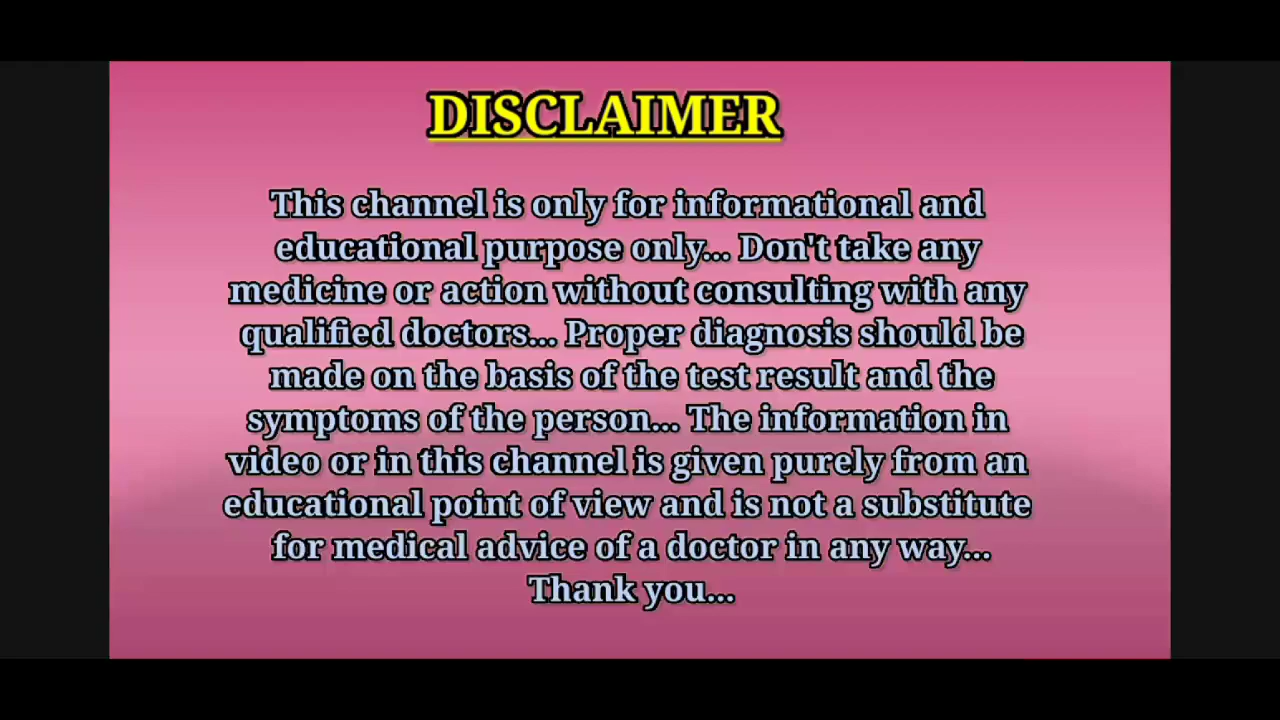 DISCLAIMER
This channel is only for informational and
educational purpose only... Don't take any
medicine or action without consulting with any
qualified doctors... Proper diagnosis should be
made on the basis of the test result and the
symptoms of the person... The information in
video or in this channel is given purely from an
educational point of view and is not a substitute
for medical advice of a doctor in any way...
Thank you...